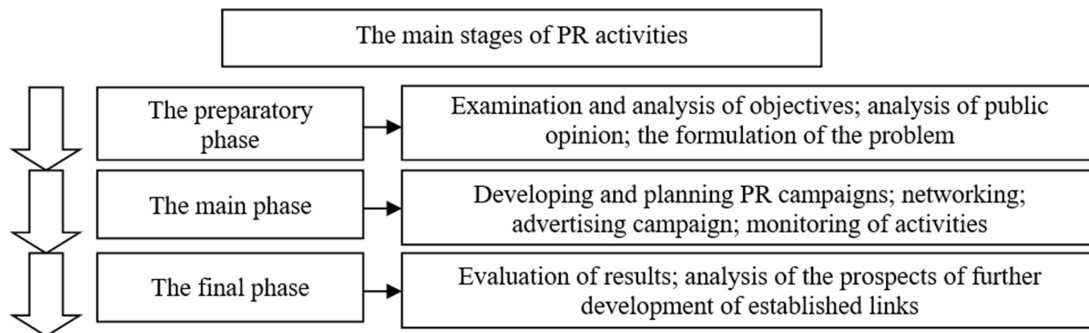 The main stages of PR activities
The preparatory
phase
Examination and analysis of objectives; analysis of public
opinion; the formulation of the problem
The main phase
Developing and planning PR campaigns; networking;
advertising campaign; monitoring of activities
The final phase
Evaluation of results; analysis of the prospects of further
development of established links